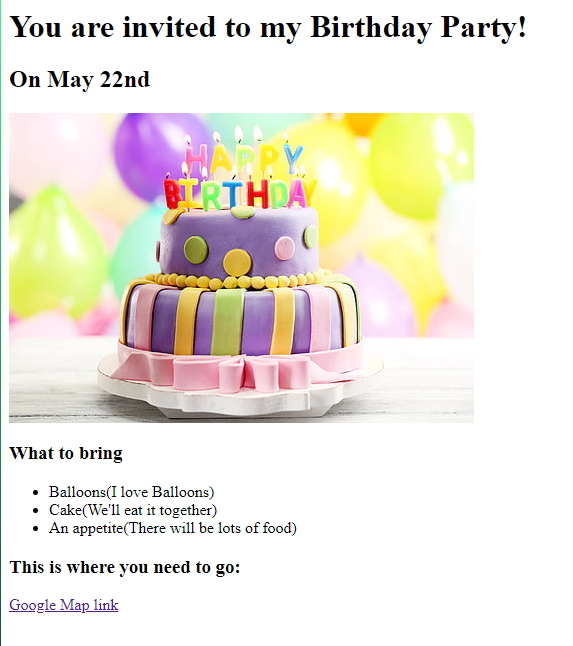 You are invited to my Birthday Party!
On May 22nd
HAPPY
BIRTHDAY
What to bring
Balloons(I love Balloons)
Cake(We'll eat it together)
An appetite(There will be lots of food)
This is where you need to go:
Google Map link